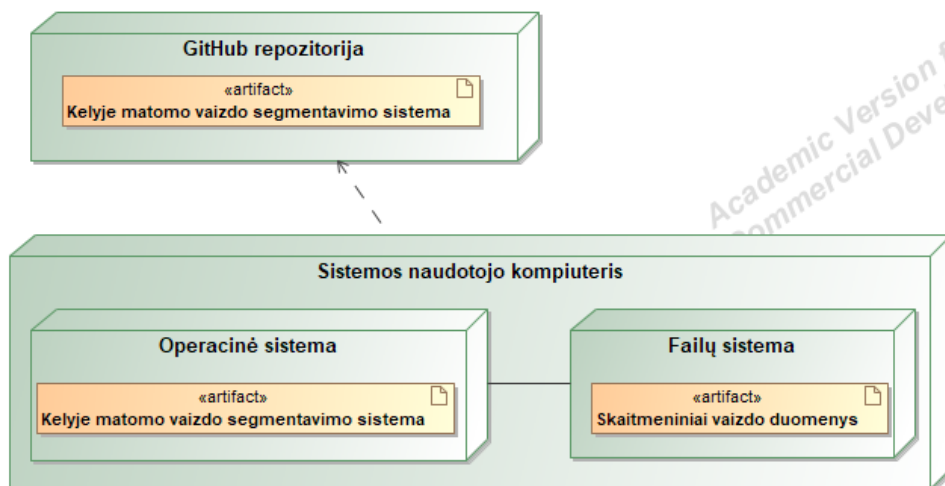 GitHub repozitorija
«artifact»
Kelyje matomo vaizdo segmentavimo sistema
Academic Version f
Commercial Deve
Sistemos naudotojo kompiuteris
Operacinė sistema
«artifact»
Kelyje matomo vaizdo segmentavimo sistema
Failų sistema
«artifact»
Skaitmeniniai vaizdo duomenys